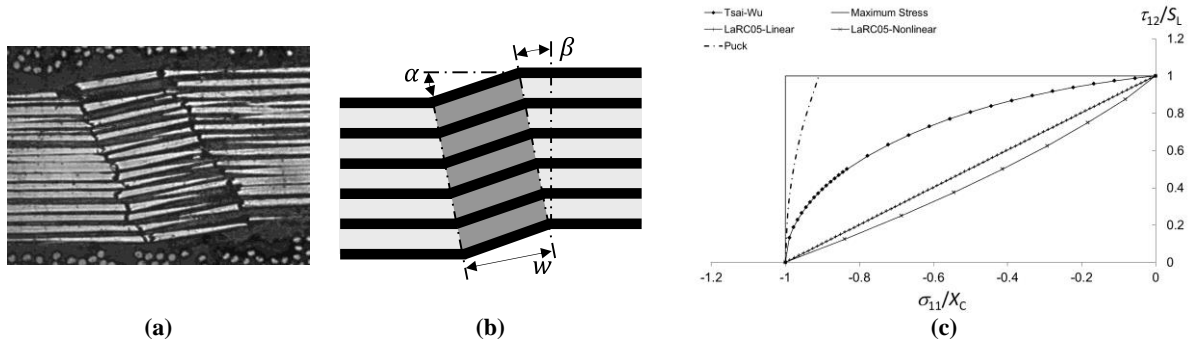 α
β
w
(a)
(b)
Tsai-Wu
Maximum Stress
LaRC05-Linear
LaRC05-Nonlinear
Puck
τ12/SL
1.2
1
0.8
0.6
0.4
0.2
0
-1.2
-1
-0.8
-0.6
-0.4
-0.2
0
σ11/XC
(c)